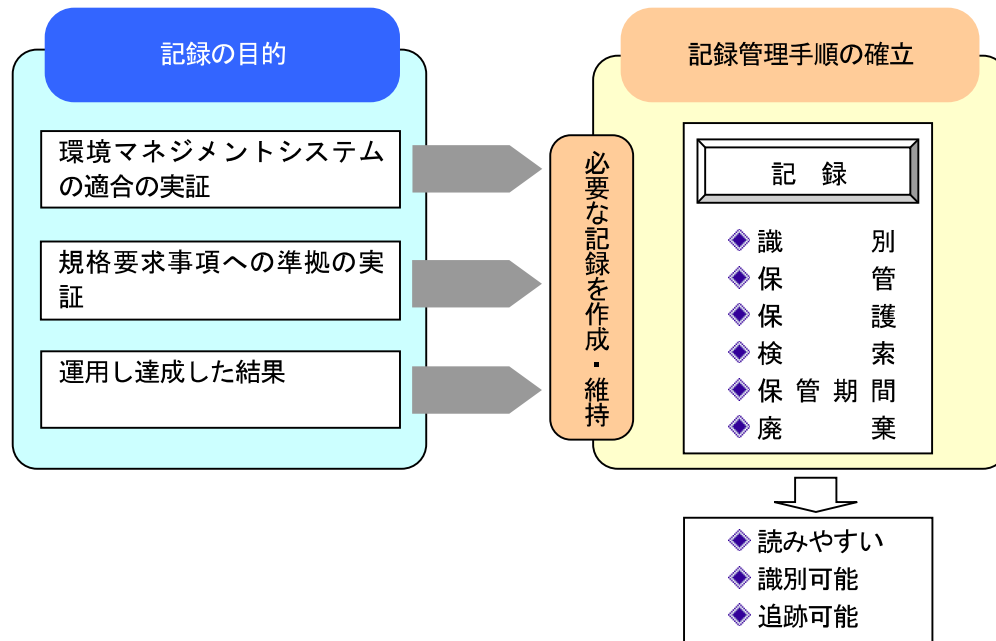 記録の目的
環境マネジメントシステム
の適合の実証
規格要求事項への準拠の実
証
運用し達成した結果
必要な記録を作成・維持
記録管理手順の確立
記 録
識 別
保 管
保 護
検 索
保管期間
廃 棄
読みやすい
識別可能
追跡可能